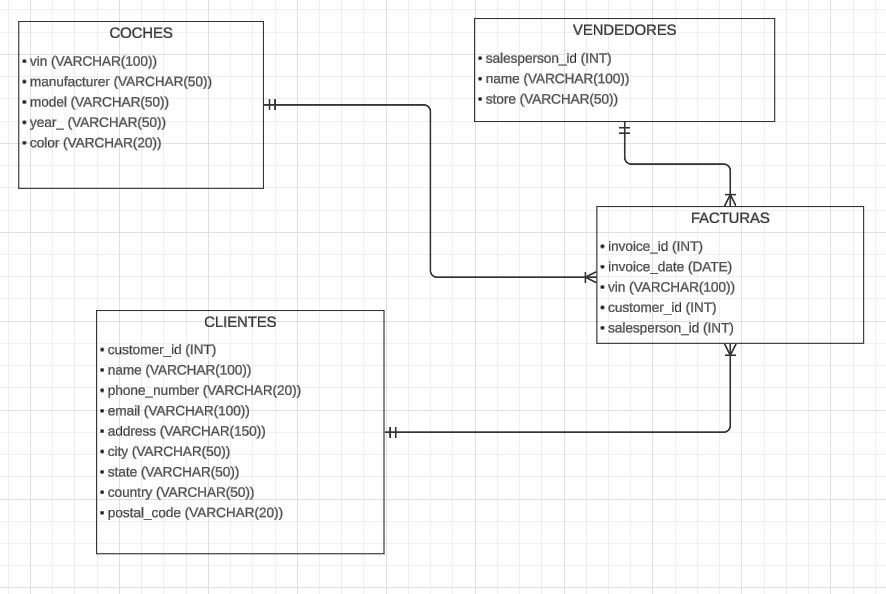 COCHES
• vin (VARCHAR(100))
• manufacturer (VARCHAR(50))
• model (VARCHAR(50))
• year_ (VARCHAR(50))
• color (VARCHAR(20))
VENDEDORES
• salesperson_id (INT)
• name (VARCHAR(100))
• store (VARCHAR(50))
FACTURAS
• invoice_id (INT)
• invoice_date (DATE)
• vin (VARCHAR(100))
• customer_id (INT)
• salesperson_id (INT)
CLIENTES
• customer_id (INT)
• name (VARCHAR(100))
• phone_number (VARCHAR(20))
• email (VARCHAR(100))
• address (VARCHAR(150))
• city (VARCHAR(50))
• state (VARCHAR(50))
• country (VARCHAR(50))
• postal_code (VARCHAR(20))